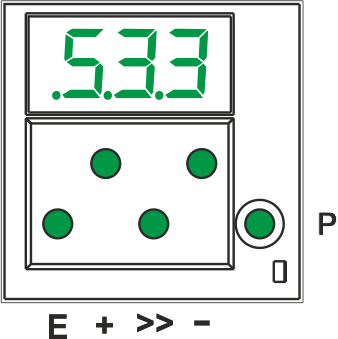 .5.3.3
P
E + >> -